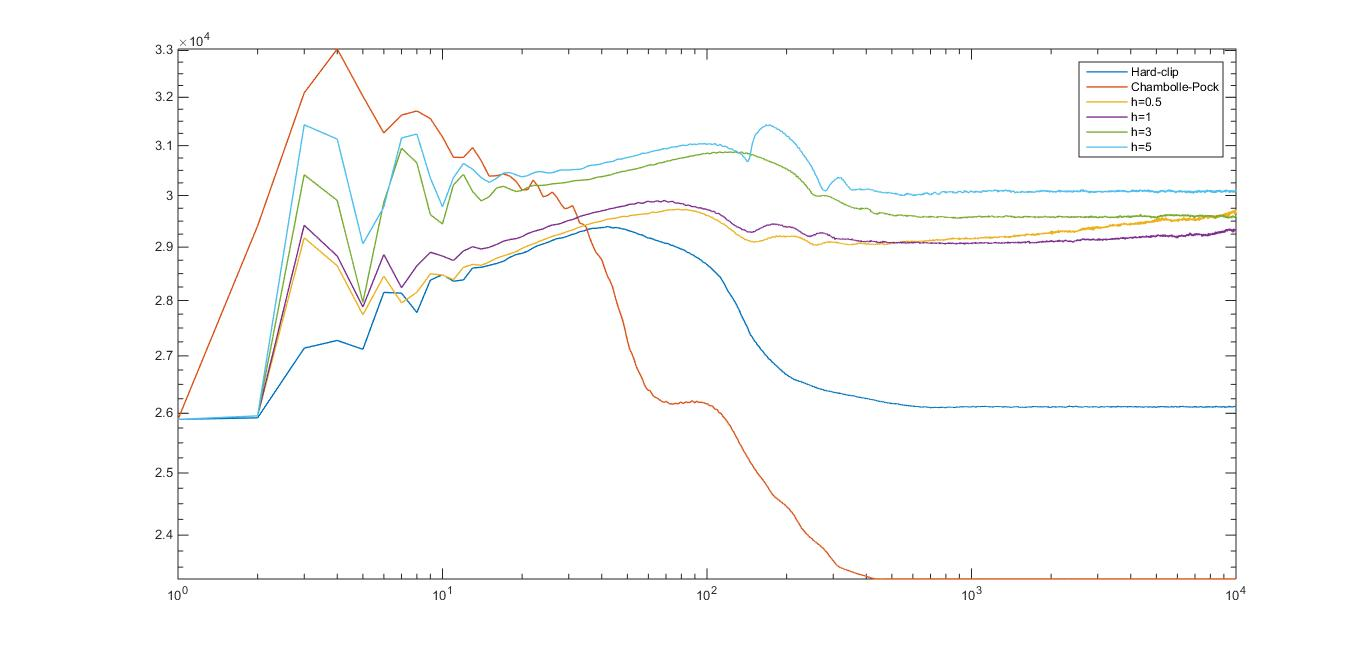 ×10⁴
3.3
3.2
3.1
3
2.9
2.8
2.7
2.6
2.5
2.4
10⁰
10¹
10²
10³
10⁴
Hard-clip
Chambolle-Pock
h=0.5
h=1
h=3
h=5